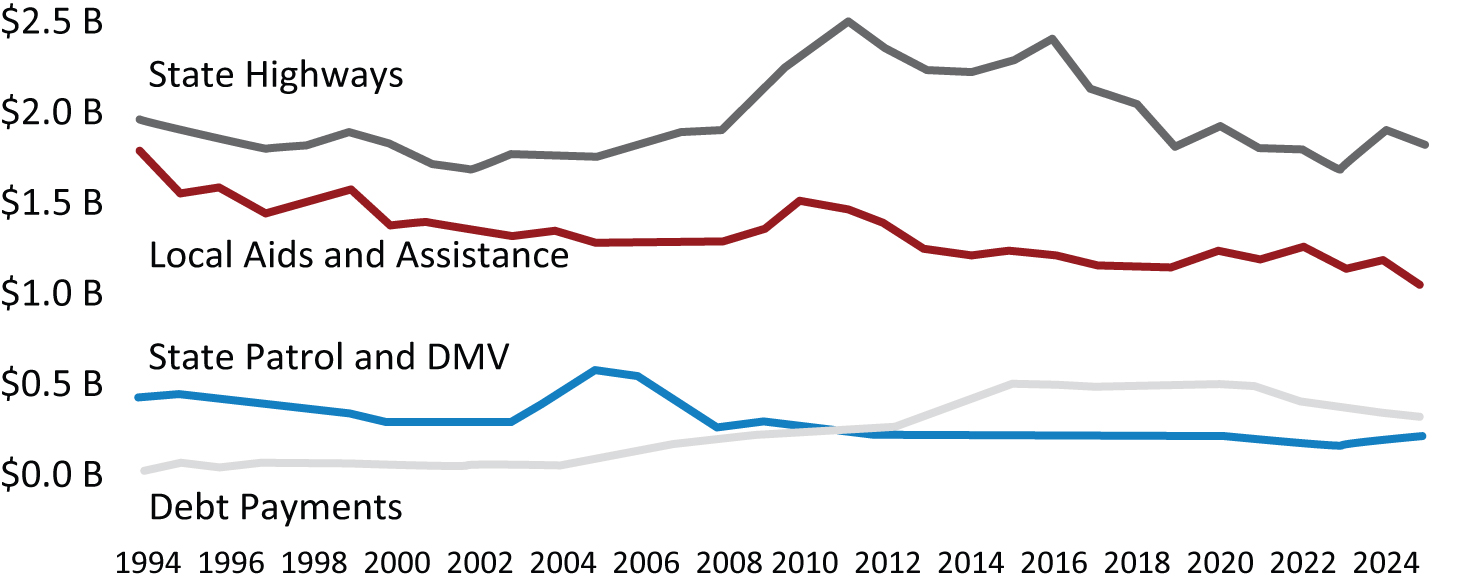 $2.5 B
State Highways
$2.0 B
$1.5 B
Local Aids and Assistance
$1.0 B
State Patrol and DMV
$0.5 B
$0.0 B
Debt Payments
1994 1996 1998 2000 2002 2004 2006 2008 2010 2012 2014 2016 2018 2020 2022 2024